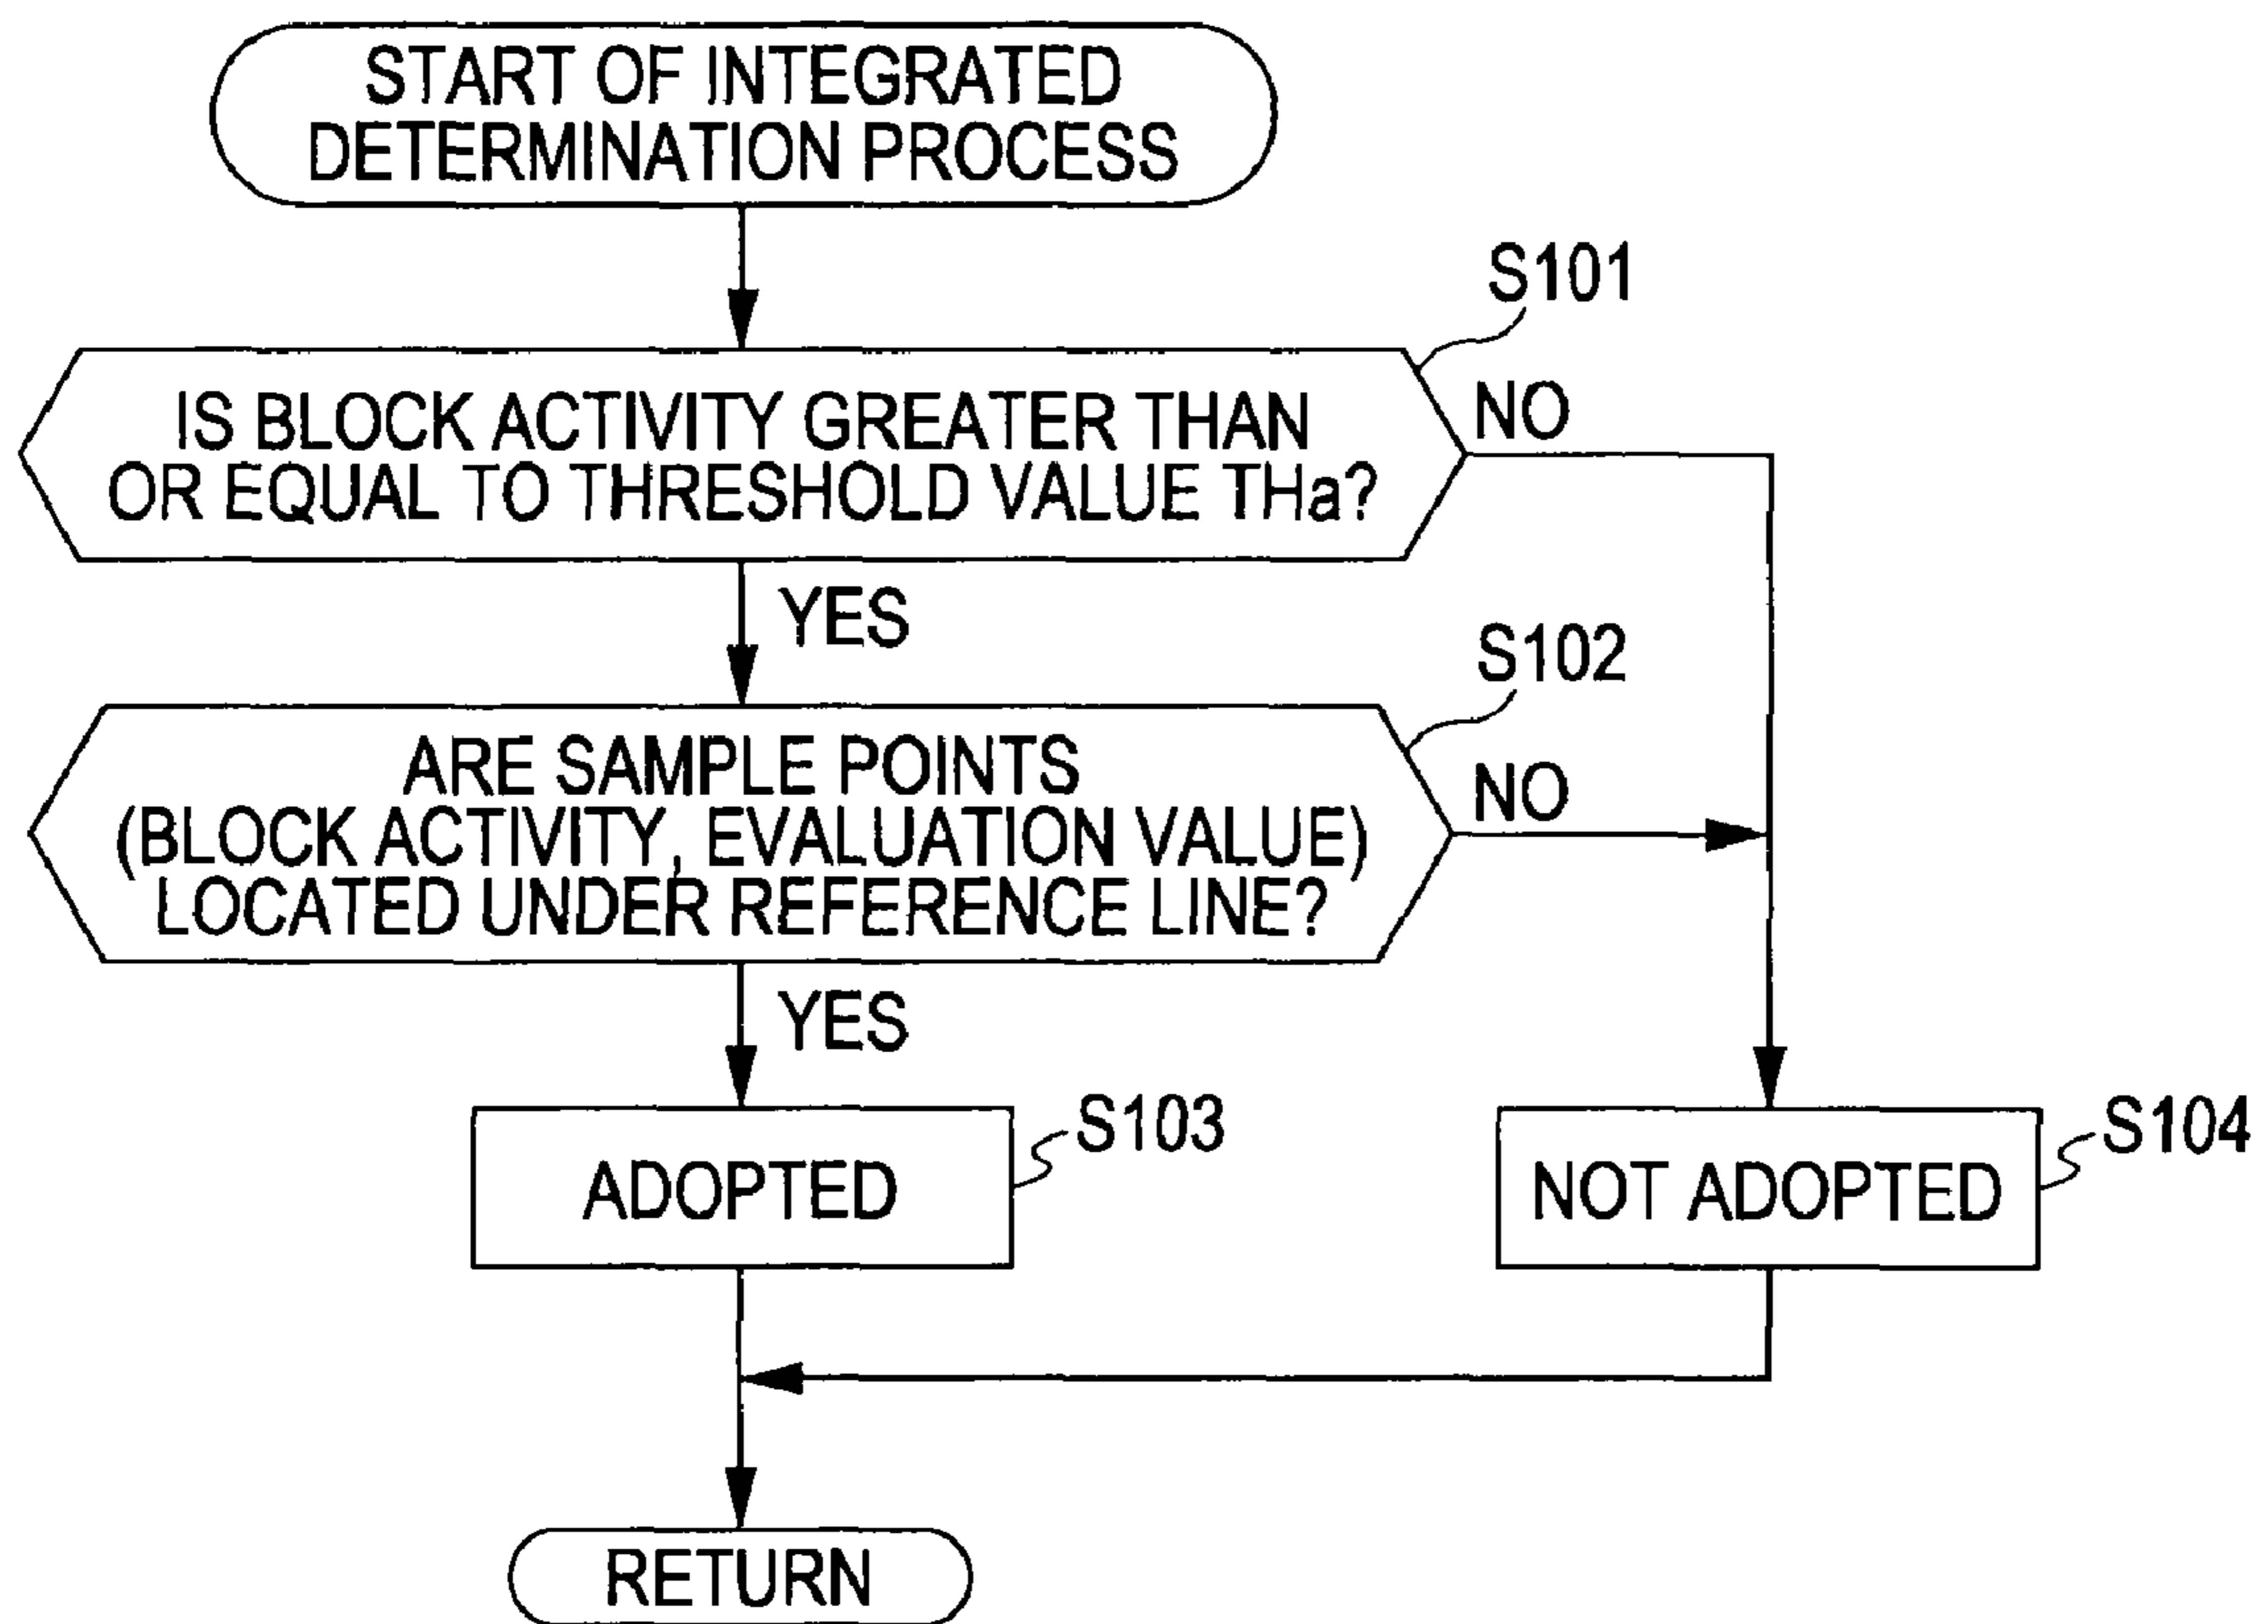 START OF INTEGRATED
DETERMINATION PROCESS
S101
IS BLOCK ACTIVITY GREATER THAN
OR EQUAL TO THRESHOLD VALUE THa?
NO
YES
S102
ARE SAMPLE POINTS
(BLOCK ACTIVITY, EVALUATION VALUE)
LOCATED UNDER REFERENCE LINE?
NO
YES
S103
ADOPTED
S104
NOT ADOPTED
RETURN